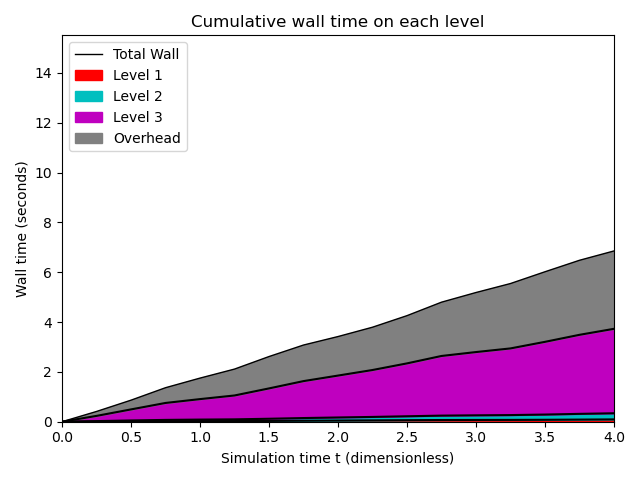 Cumulative wall time on each level
Total Wall
Level 1
Level 2
Level 3
Overhead
Wall time (seconds)
14
12
10
8
6
4
2
0
0.0 0.5 1.0 1.5 2.0 2.5 3.0 3.5 4.0
Simulation time t (dimensionless)